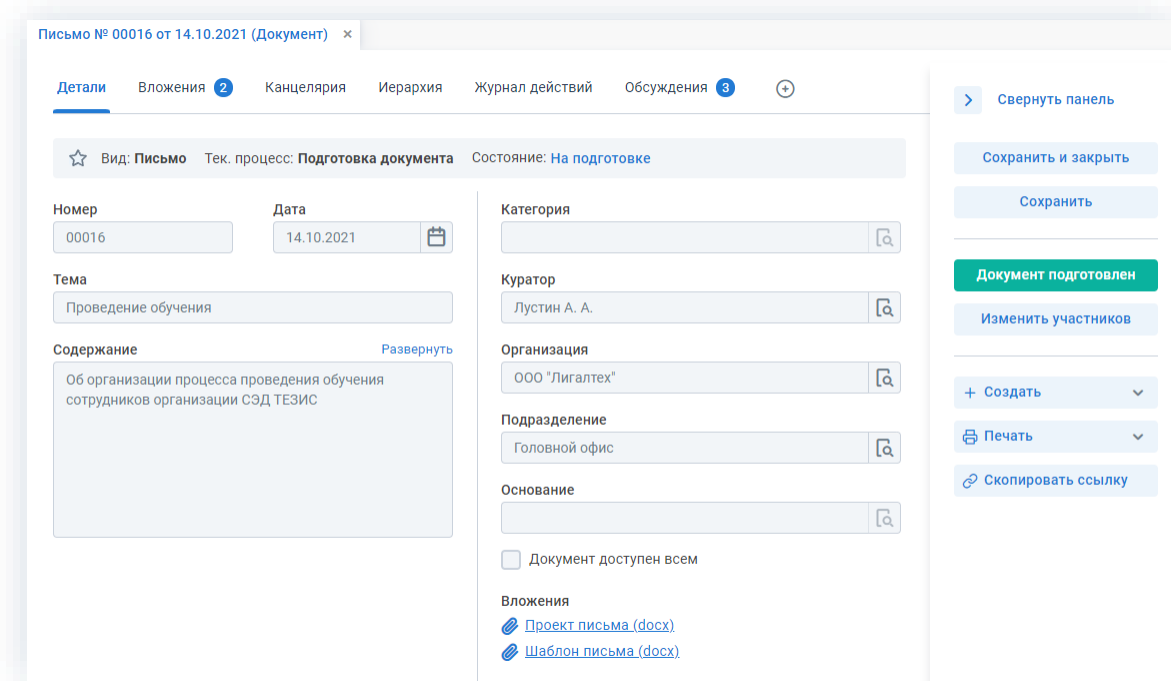 Письмо № 00016 от 14.10.2021 (Документ) ×
Детали Вложения 2 Канцелярия Иерархия Журнал действий Обсуждения 3
Вид: Письмо Тек. процесс: Подготовка документа Состояние: На подготовке
Номер Дата
00016 14.10.2021
Тема
Проведение обучения
Содержание Развернуть
Об организации процесса проведения обучения
сотрудников организации СЭД ТЕЗИС
Категория
Куратор
Лустин А. А.
Организация
ООО "Лигалтех"
Подразделение
Головной офис
Основание
Документ доступен всем
Вложения
Проект письма (docx)
Шаблон письма (docx)
Свернуть панель
Сохранить и закрыть
Сохранить
Документ подготовлен
Изменить участников
+ Создать
Печать
Скопировать ссылку